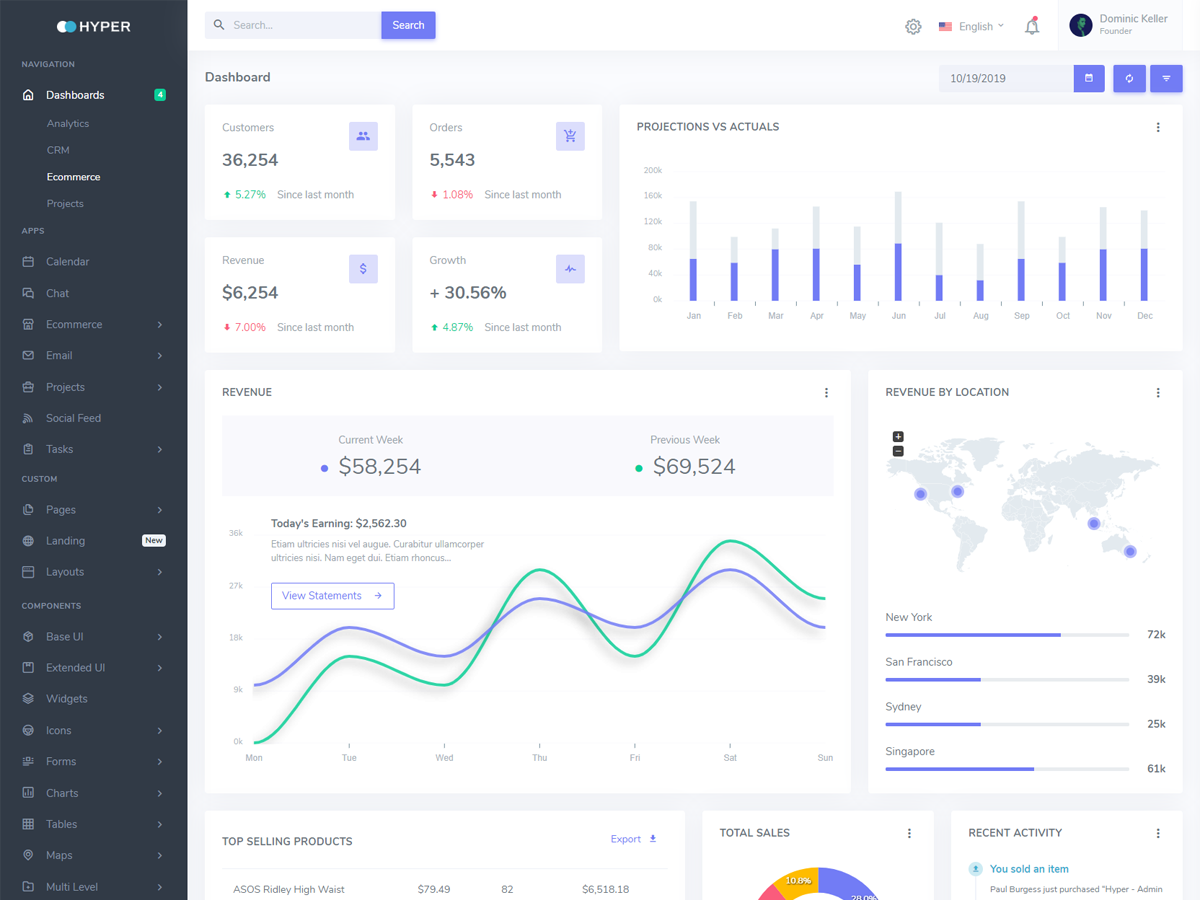 HYPER
NAVIGATION
Dashboards 4
Analytics
CRM
Ecommerce
Projects
APPS
Calendar
Chat
Ecommerce
Email
Projects
Social Feed
Tasks
CUSTOM
Pages
Landing New
Layouts
COMPONENTS
Base UI
Extended UI
Widgets
Icons
Forms
Charts
Tables
Maps
Multi Level
Search... Search
English
Dominic Keller
Founder
Dashboard
10/19/2019
Customers
36,254
5.27% Since last month
Orders
5,543
1.08% Since last month
Revenue
$6,254
7.00% Since last month
Growth
+ 30.56%
4.87% Since last month
PROJECTIONS VS ACTUALS
200k
160k
120k
80k
40k
0k
Jan Feb Mar Apr May Jun Jul Aug Sep Oct Nov Dec
REVENUE
Current Week
$58,254
Previous Week
$69,524
Today's Earning: $2,562.30
Etiam ultricies nisi vel augue. Curabitur ullamcorper
ultricies nisi. Nam eget dui. Etiam rhoncus...
View Statements
36k
27k
18k
9k
0k
Mon Tue Wed Thu Fri Sat Sun
REVENUE BY LOCATION
+
−
New York
72k
San Francisco
39k
Sydney
25k
Singapore
61k
TOP SELLING PRODUCTS
Export
ASOS Ridley High Waist $79.49 82 $6,518.18
TOTAL SALES
10.8%
28.0%
RECENT ACTIVITY
You sold an item
Paul Burgess just purchased "Hyper - Admin